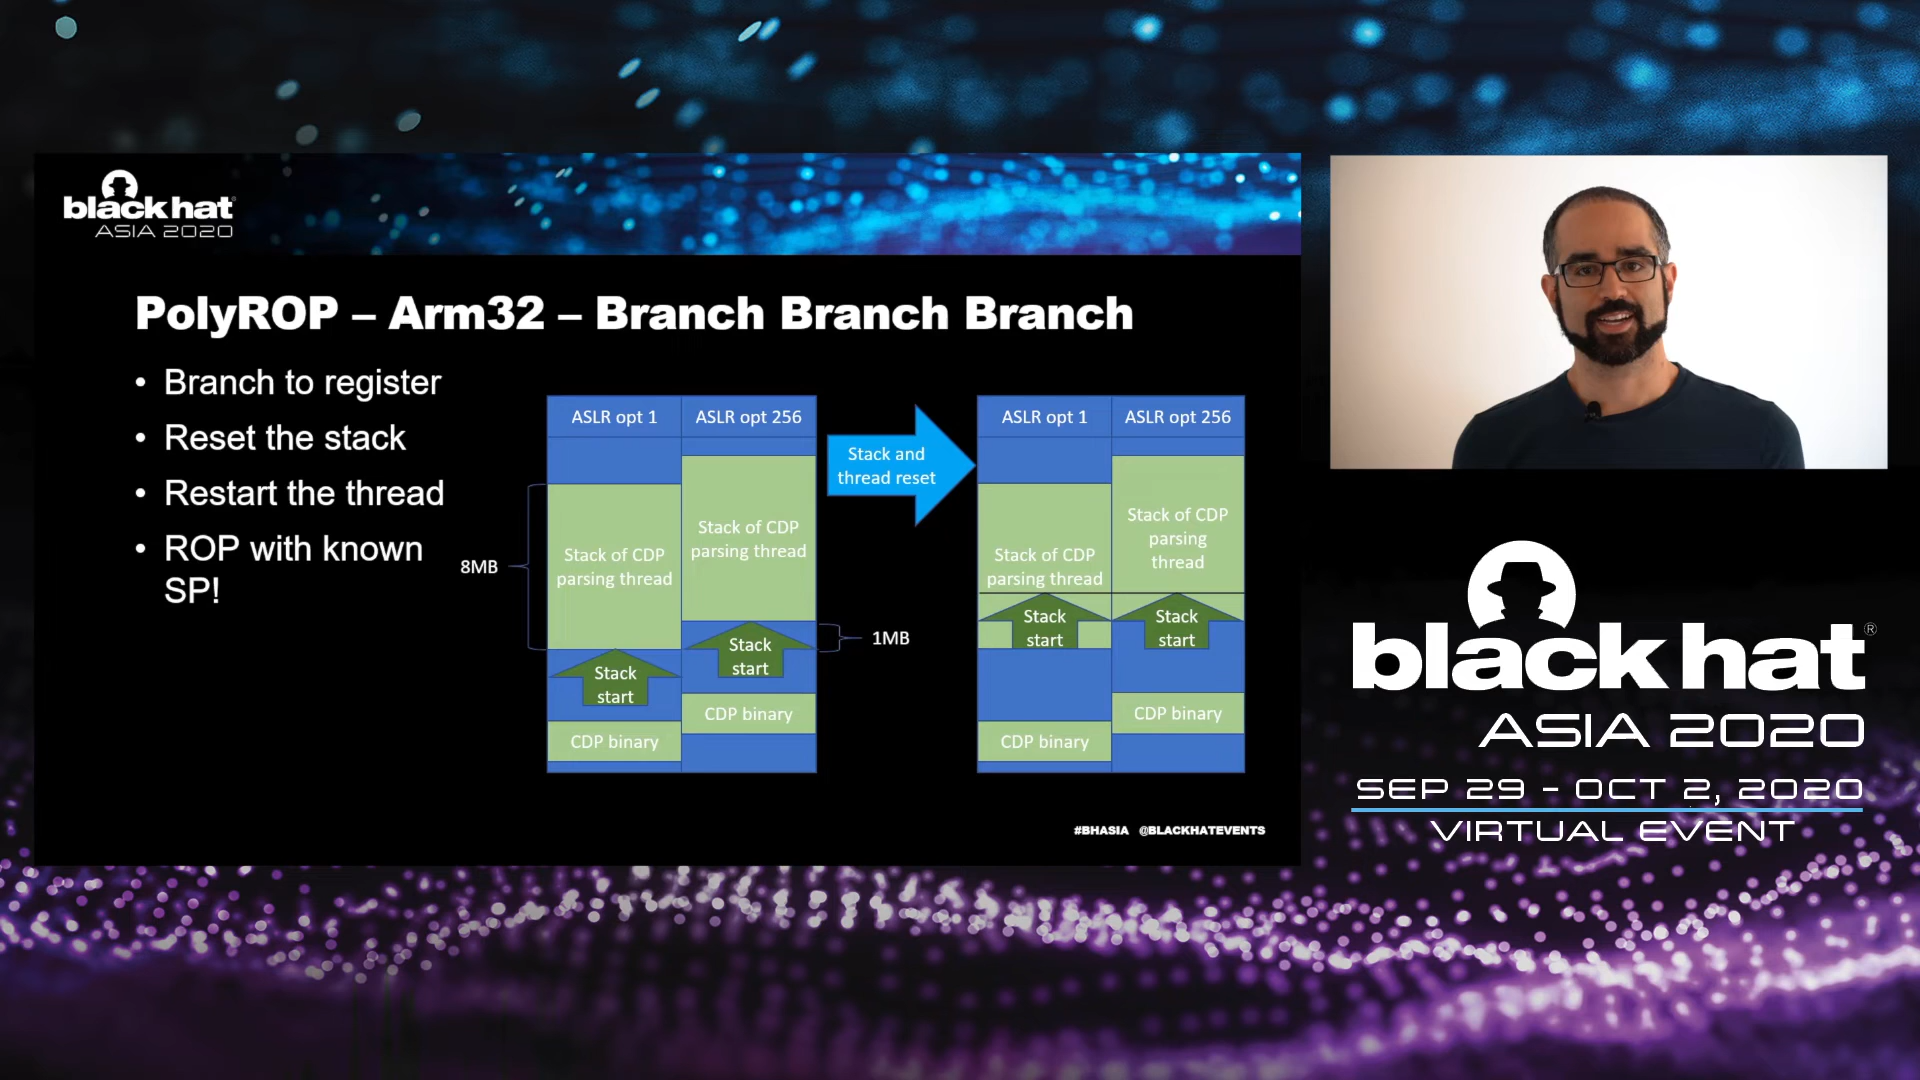 black hat
ASIA 2020
PolyROP – Arm32 – Branch Branch Branch
• Branch to register
• Reset the stack
• Restart the thread
• ROP with known
SP!
8MB
ASLR opt 1
ASLR opt 256
Stack of CDP
parsing thread
Stack of CDP
parsing thread
Stack
start
Stack
start
1MB
CDP binary
CDP binary
Stack and
thread reset
ASLR opt 1
ASLR opt 256
Stack of CDP
parsing thread
Stack of CDP
parsing
thread
Stack
start
Stack
start
CDP binary
CDP binary
#BHASIA @BLACKHATEVENTS
black hat®
ASIA 2020
SEP 29 - OCT 2, 2020
VIRTUAL EVENT